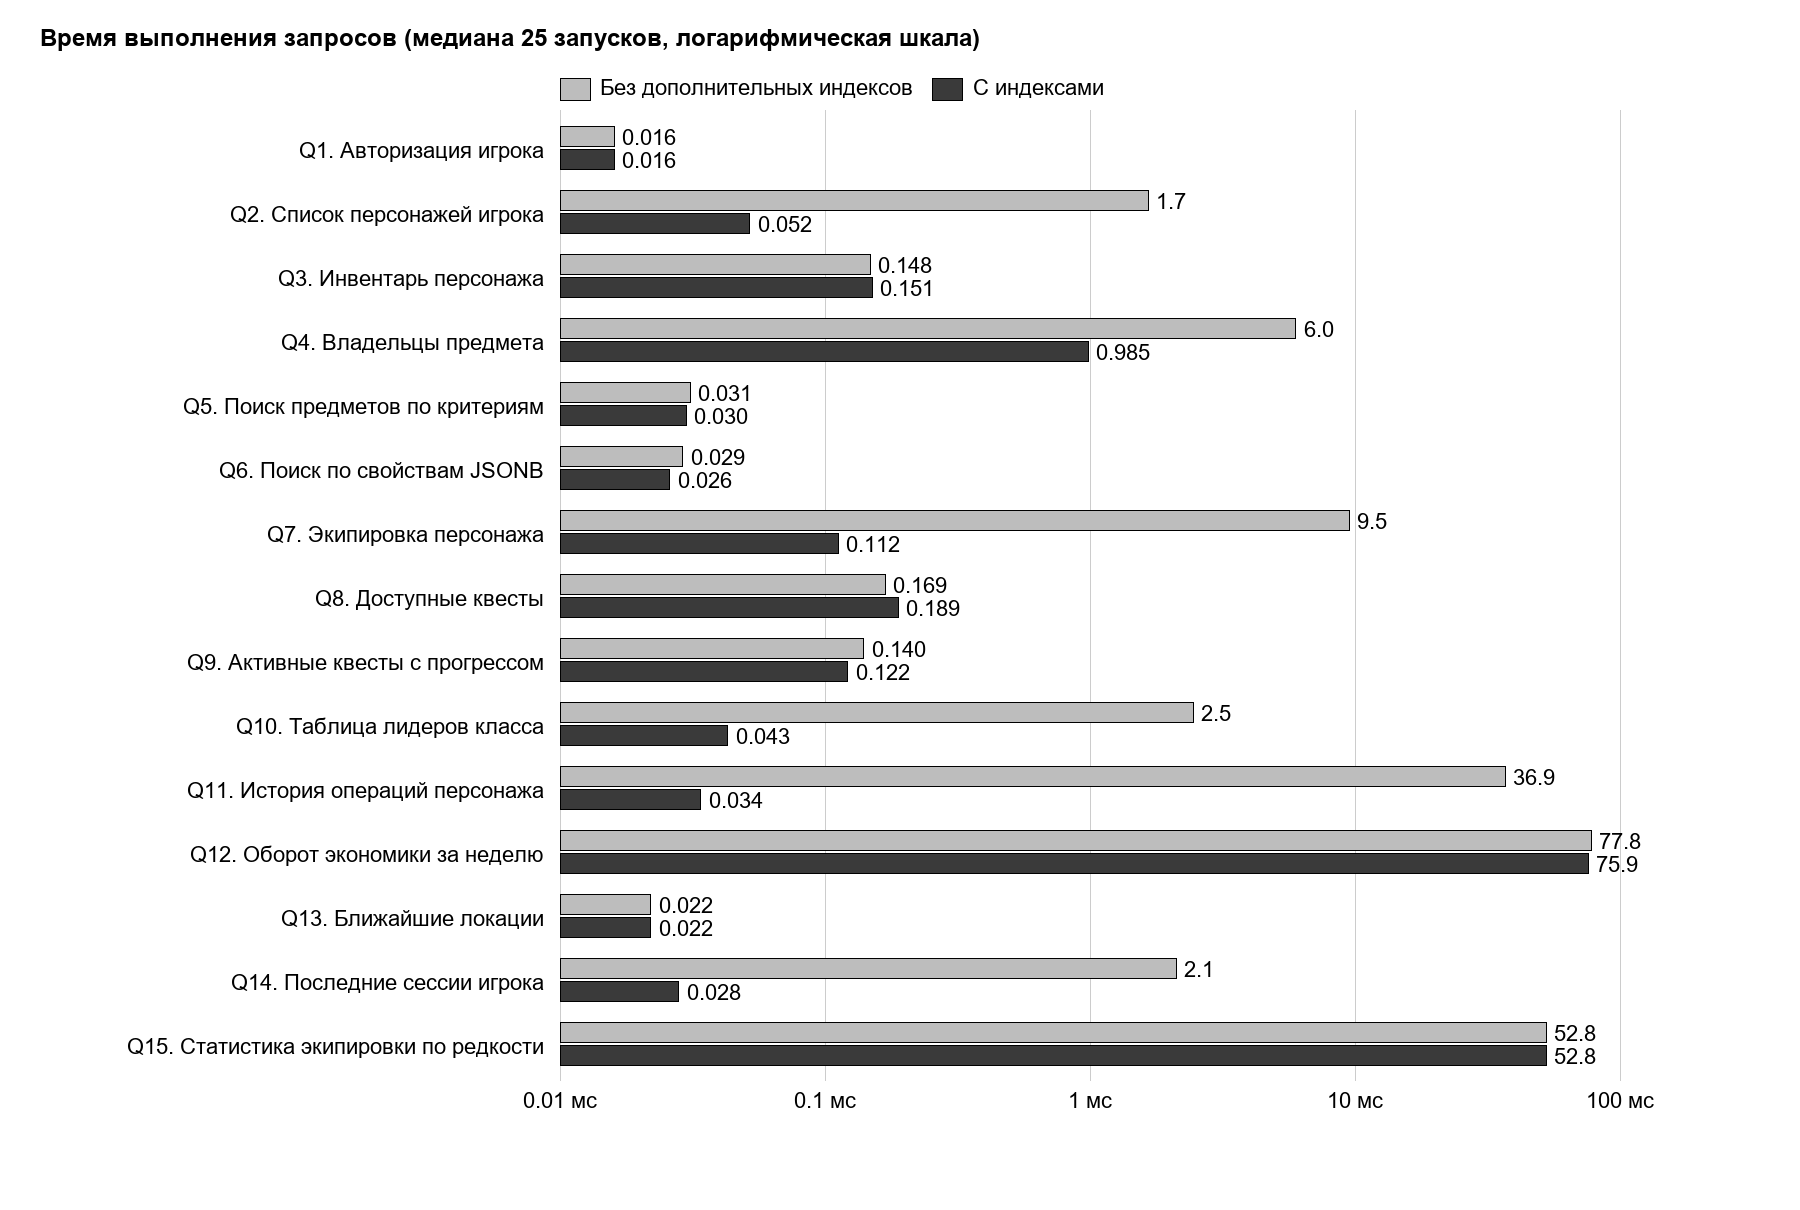 Время выполнения запросов (медиана 25 запусков, логарифмическая шкала)
Без дополнительных индексов С индексами
Q1. Авторизация игрока
0.016
0.016
Q2. Список персонажей игрока
1.7
0.052
Q3. Инвентарь персонажа
0.148
0.151
Q4. Владельцы предмета
6.0
0.985
Q5. Поиск предметов по критериям
0.031
0.030
Q6. Поиск по свойствам JSONB
0.029
0.026
Q7. Экипировка персонажа
9.5
0.112
Q8. Доступные квесты
0.169
0.189
Q9. Активные квесты с прогрессом
0.140
0.122
Q10. Таблица лидеров класса
2.5
0.043
Q11. История операций персонажа
36.9
0.034
Q12. Оборот экономики за неделю
77.8
75.9
Q13. Ближайшие локации
0.022
0.022
Q14. Последние сессии игрока
2.1
0.028
Q15. Статистика экипировки по редкости
52.8
52.8
0.01 мс 0.1 мс 1 мс 10 мс 100 мс